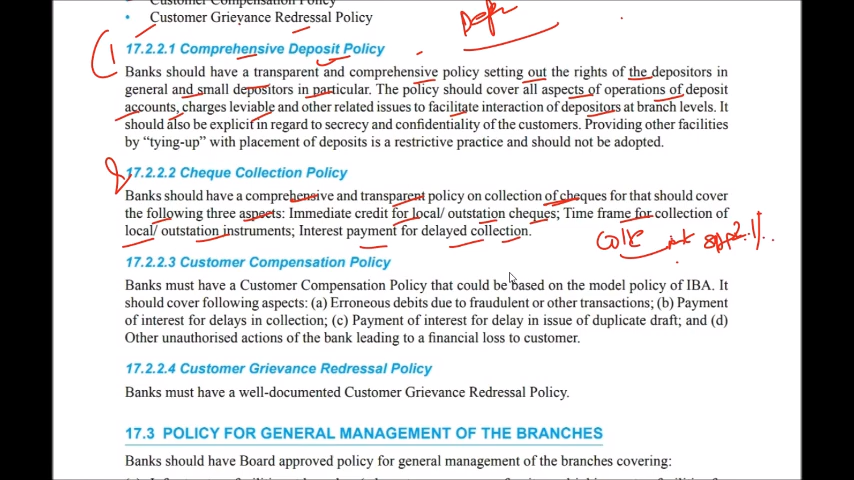 Customer Compensation Policy
• Customer Grievance Redressal Policy
17.2.2.1 Comprehensive Deposit Policy
Banks should have a transparent and comprehensive policy setting out the rights of the depositors in
general and small depositors in particular. The policy should cover all aspects of operations of deposit
accounts, charges leviable and other related issues to facilitate interaction of depositors at branch levels. It
should also be explicit in regard to secrecy and confidentiality of the customers. Providing other facilities
by “tying-up” with placement of deposits is a restrictive practice and should not be adopted.
17.2.2.2 Cheque Collection Policy
Banks should have a comprehensive and transparent policy on collection of cheques for that should cover
the following three aspects: Immediate credit for local/ outstation cheques; Time frame for collection of
local/ outstation instruments; Interest payment for delayed collection.
17.2.2.3 Customer Compensation Policy
Banks must have a Customer Compensation Policy that could be based on the model policy of IBA. It
should cover following aspects: (a) Erroneous debits due to fraudulent or other transactions; (b) Payment
of interest for delays in collection; (c) Payment of interest for delay in issue of duplicate draft; and (d)
Other unauthorised actions of the bank leading to a financial loss to customer.
17.2.2.4 Customer Grievance Redressal Policy
Banks must have a well-documented Customer Grievance Redressal Policy.
17.3 POLICY FOR GENERAL MANAGEMENT OF THE BRANCHES
Banks should have Board approved policy for general management of the branches covering: